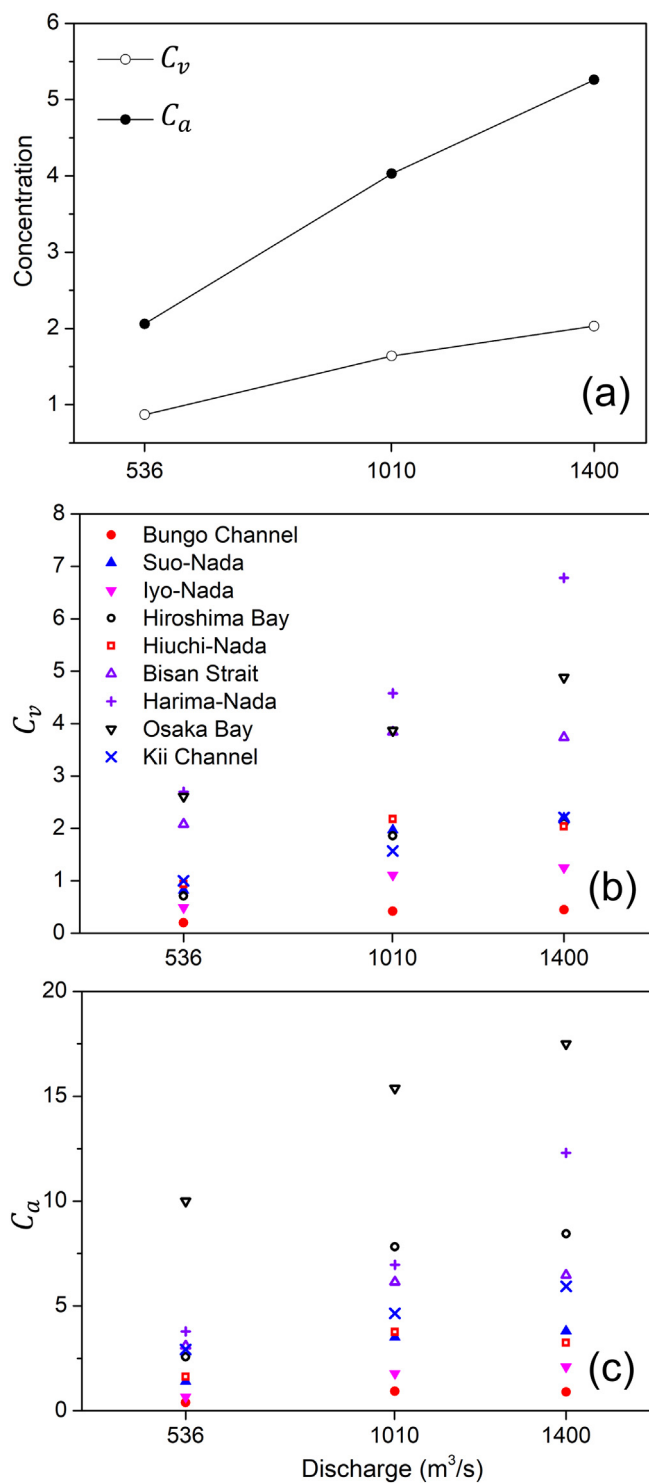 6
5
4
3
2
1
Concentration
C_v
C_a
(a)
536
1010
1400
8
7
6
5
4
3
2
1
0
C_v
Bungo Channel
Suo-Nada
Iyo-Nada
Hiroshima Bay
Hiuchi-Nada
Bisan Strait
Harima-Nada
Osaka Bay
Kii Channel
(b)
536
1010
1400
20
15
10
5
0
C_a
(c)
536
1010
1400
Discharge (m³/s)